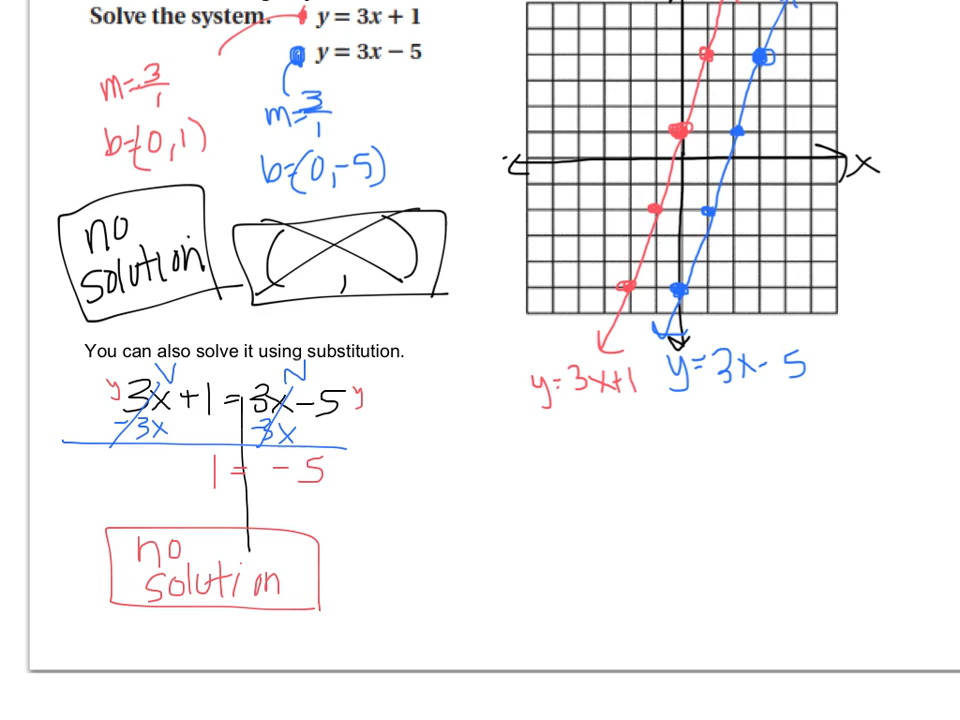 Solve the system. y = 3x + 1
y = 3x − 5
m=3/1
b=(0,1)
m=3/1
b=(0,-5)
no
solution
,
x
y=3x+1
y=3x-5
You can also solve it using substitution.
V N
y 3x+1=3x-5 y
-3x 3x
1 = -5
no
solution